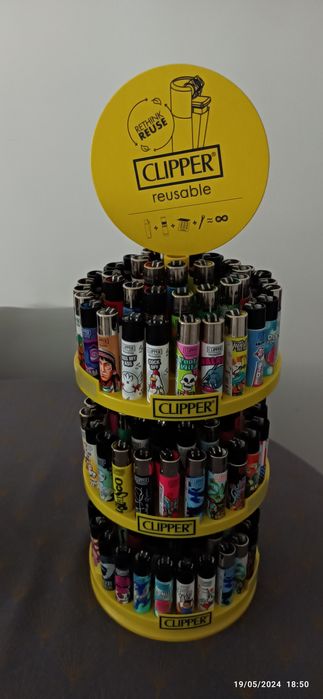 RETHINK
REUSE
CLIPPER®
reusable
CLIPPER
CLIPPER
CLIPPER
19/05/2024 18:50